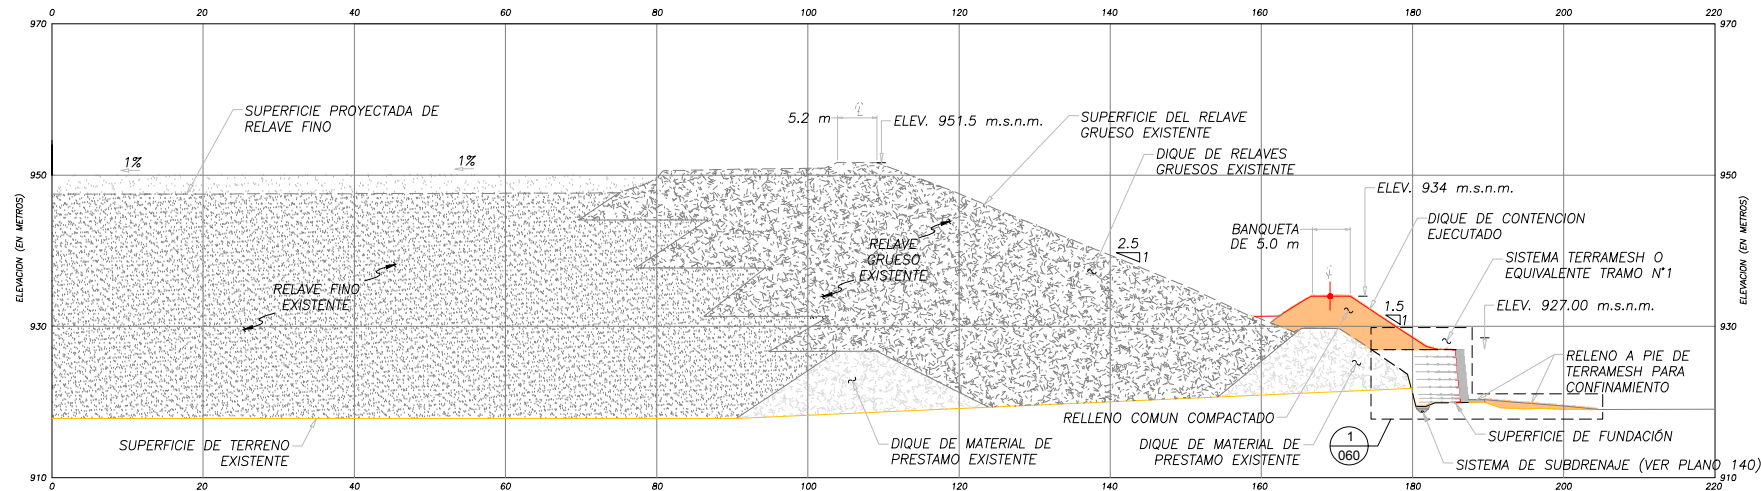 0 20 40 60 80 100 120 140 160 180 200 220
970 970
SUPERFICIE PROYECTADA DE
RELAVE FINO
5.2 m
ELEV. 951.5 m.s.n.m.
SUPERFICIE DEL RELAVE
GRUESO EXISTENTE
DIQUE DE RELAVES
GRUESOS EXISTENTE
1%
1%
950 950
ELEV. 934 m.s.n.m.
BANQUETA
DE 5.0 m
DIQUE DE CONTENCION
EJECUTADO
2.5
1
RELAVE
GRUESO
EXISTENTE
SISTEMA TERRAMESH O
EQUIVALENTE TRAMO N°1
ELEVACION (EN METROS)
ELEVACION (EN METROS)
RELAVE FINO
EXISTENTE
1.5
1
ELEV. 927.00 m.s.n.m.
930 930
RELENO A PIE DE
TERRAMESH PARA
CONFINAMIENTO
RELLENO COMUN COMPACTADO
SUPERFICIE DE TERRENO
EXISTENTE
DIQUE DE MATERIAL DE
PRESTAMO EXISTENTE
DIQUE DE MATERIAL DE
PRESTAMO EXISTENTE
1
060
SUPERFICIE DE FUNDACIÓN
SISTEMA DE SUBDRENAJE (VER PLANO 140)
910 910
0 20 40 60 80 100 120 140 160 180 200 220